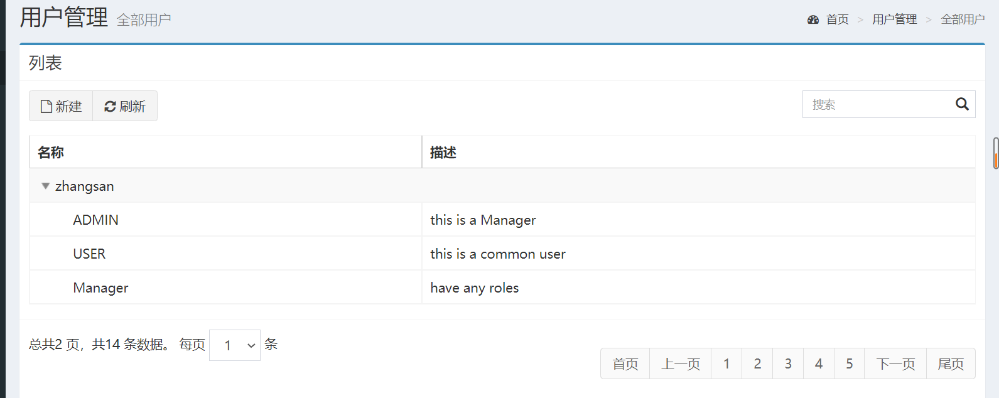 用户管理 全部用户
首页 > 用户管理 > 全部用户
列表
新建 刷新
搜索
名称 描述
zhangsan
ADMIN this is a Manager
USER this is a common user
Manager have any roles
总共2 页，共14 条数据。 每页 1 条
首页 上一页 1 2 3 4 5 下一页 尾页